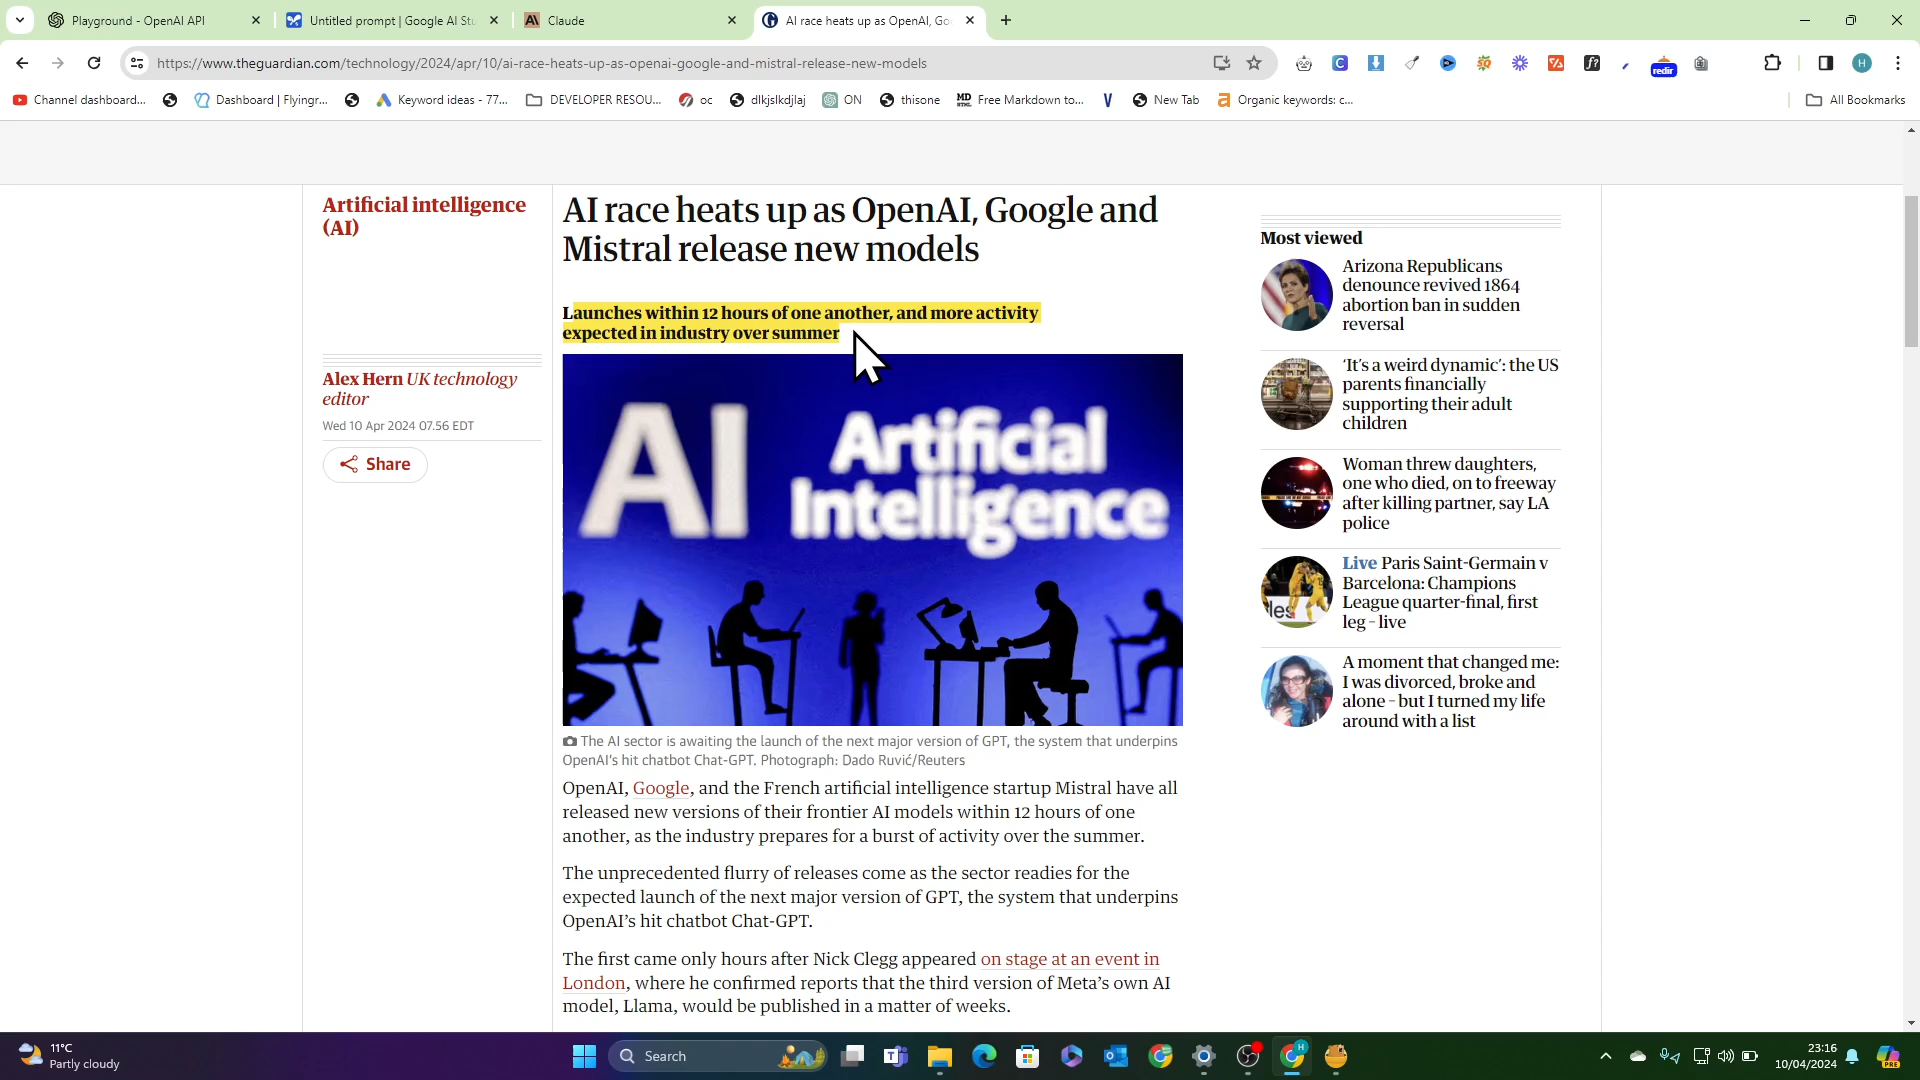 Playground - OpenAI API
Untitled prompt | Google AI Stu
Claude
AI race heats up as OpenAI, Goo
https://www.theguardian.com/technology/2024/apr/10/ai-race-heats-up-as-openai-google-and-mistral-release-new-models
redir
Channel dashboard...
Dashboard | Flyingr...
Keyword ideas - 77...
DEVELOPER RESOU...
oc
dlkjslkdjlaj
ON
thisone
Free Markdown to...
New Tab
Organic keywords: c...
All Bookmarks
Artificial intelligence
(AI)
AI race heats up as OpenAI, Google and
Mistral release new models
Launches within 12 hours of one another, and more activity
expected in industry over summer
Alex Hern UK technology
editor
Wed 10 Apr 2024 07.56 EDT
Share
AI
Artificial
Intelligence
The AI sector is awaiting the launch of the next major version of GPT, the system that underpins
OpenAI's hit chatbot Chat-GPT. Photograph: Dado Ruvić/Reuters
OpenAI, Google, and the French artificial intelligence startup Mistral have all
released new versions of their frontier AI models within 12 hours of one
another, as the industry prepares for a burst of activity over the summer.
The unprecedented flurry of releases come as the sector readies for the
expected launch of the next major version of GPT, the system that underpins
OpenAI's hit chatbot Chat-GPT.
The first came only hours after Nick Clegg appeared on stage at an event in
London, where he confirmed reports that the third version of Meta's own AI
model, Llama, would be published in a matter of weeks.
Most viewed
Arizona Republicans
denounce revived 1864
abortion ban in sudden
reversal
‘It’s a weird dynamic’: the US
parents financially
supporting their adult
children
Woman threw daughters,
one who died, on to freeway
after killing partner, say LA
police
Live Paris Saint-Germain v
Barcelona: Champions
League quarter-final, first
leg – live
A moment that changed me:
I was divorced, broke and
alone – but I turned my life
around with a list
11°C
Partly cloudy
Search
23:16
10/04/2024